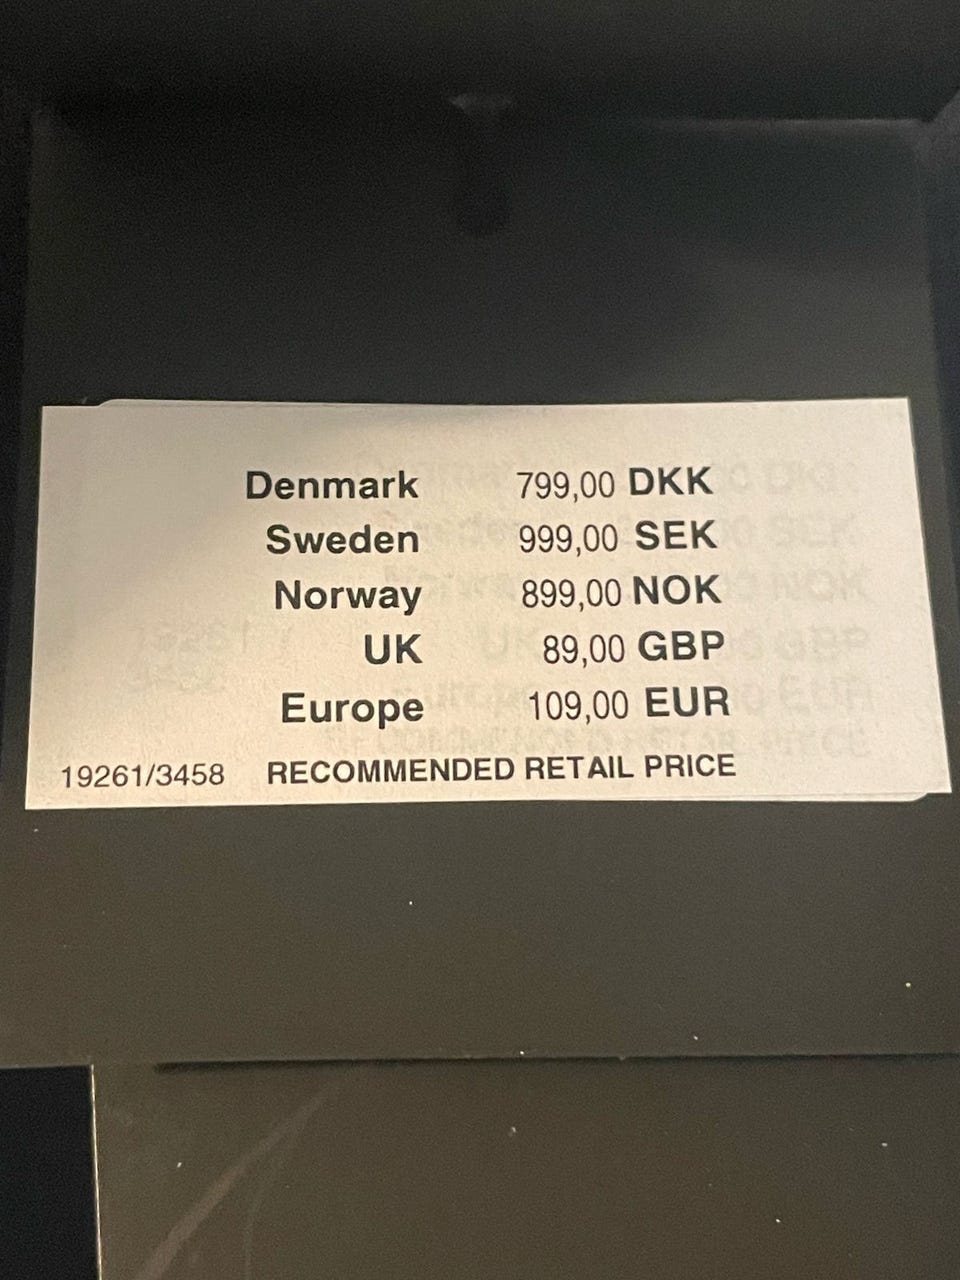 Denmark 799,00 DKK
Sweden 999,00 SEK
Norway 899,00 NOK
UK 89,00 GBP
Europe 109,00 EUR
19261/3458 RECOMMENDED RETAIL PRICE